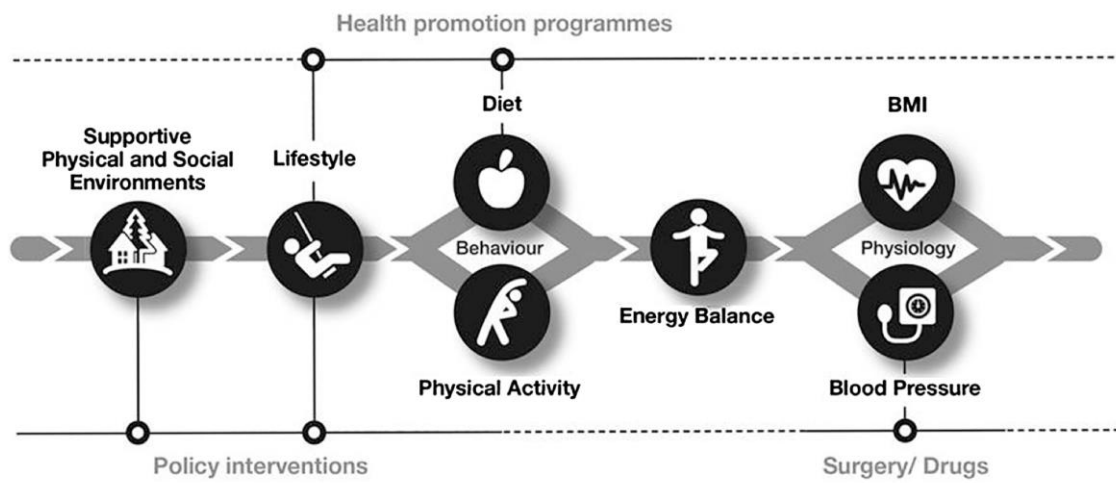 Health promotion programmes
Diet
BMI
Supportive
Physical and Social
Environments
Lifestyle
Behaviour
Physiology
Energy Balance
Physical Activity
Blood Pressure
Policy interventions
Surgery/ Drugs